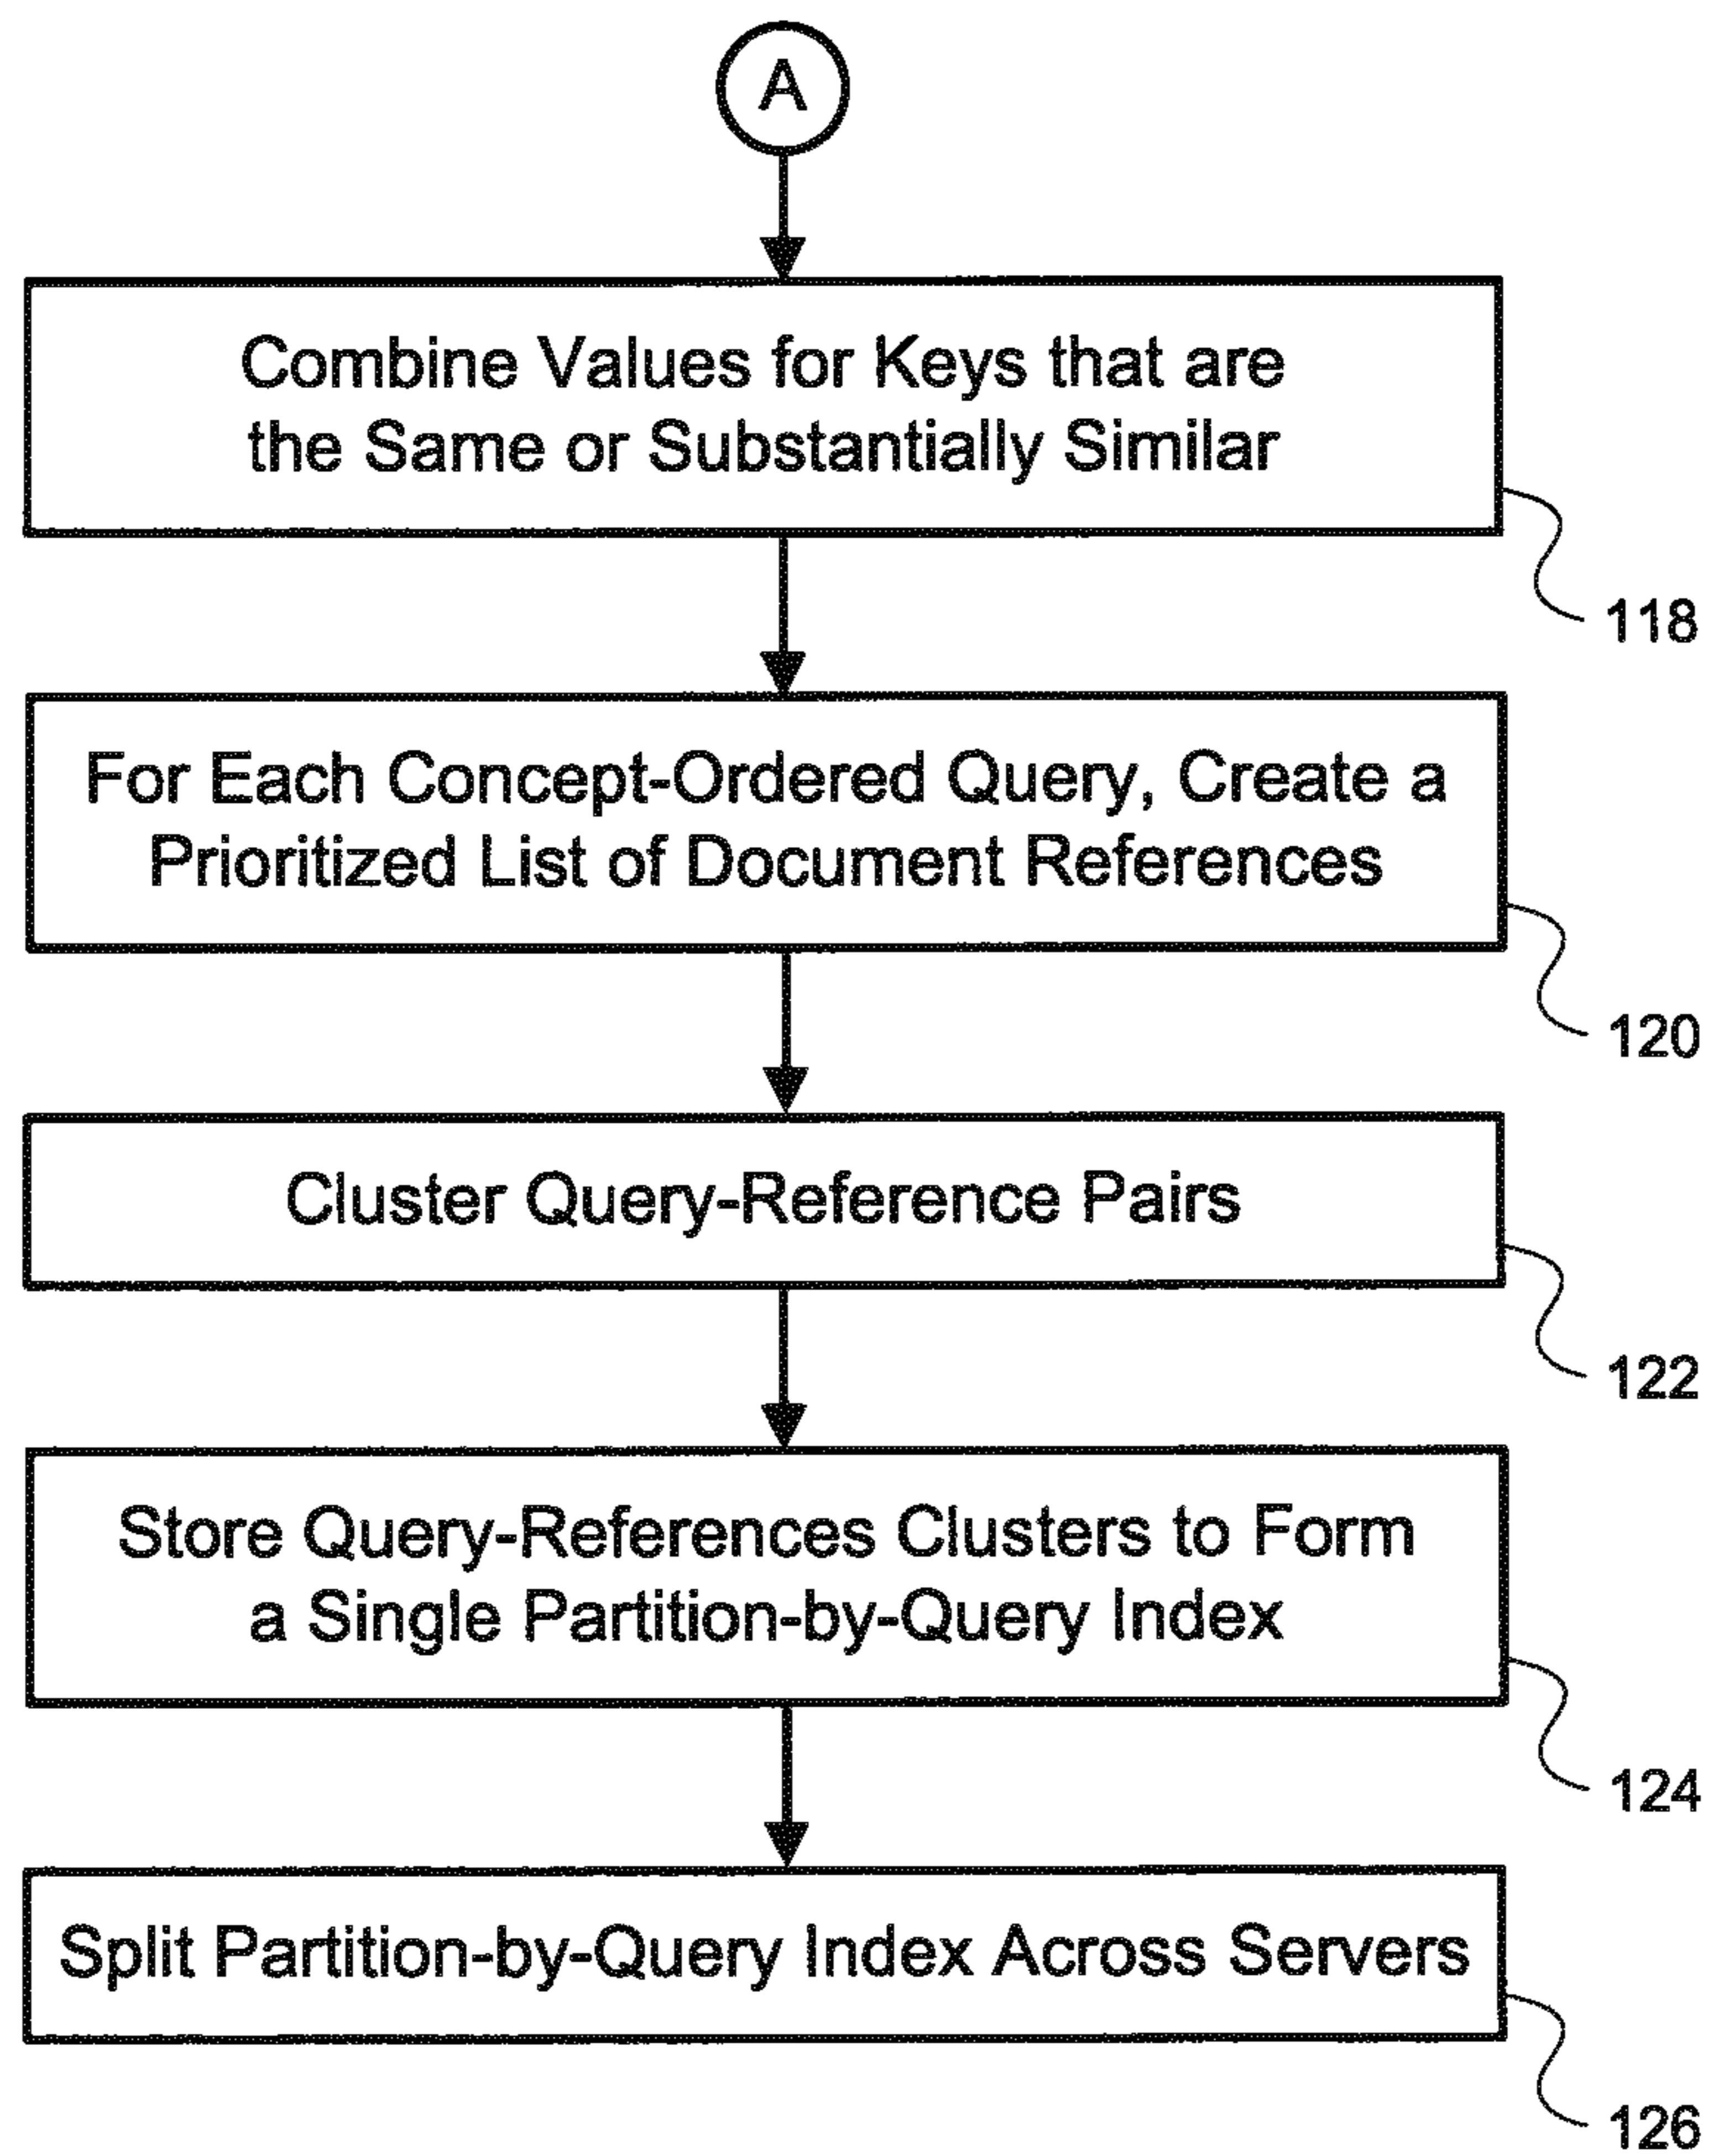 A
Combine Values for Keys that are
the Same or Substantially Similar
118
For Each Concept-Ordered Query, Create a
Prioritized List of Document References
120
Cluster Query-Reference Pairs
122
Store Query-References Clusters to Form
a Single Partition-by-Query Index
124
Split Partition-by-Query Index Across Servers
126